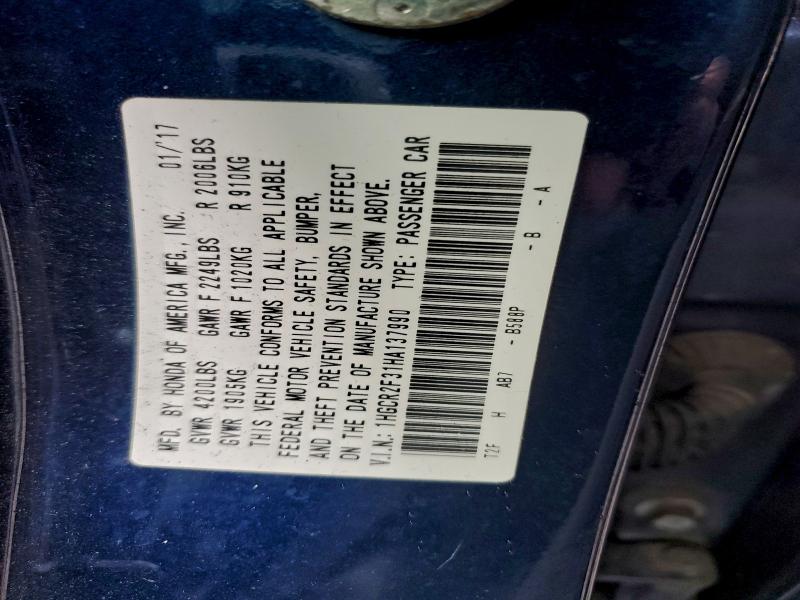 MFD. BY HONDA OF AMERICA MFG., INC. 01/'17
GVWR 4200LBS GAWR F 2249LBS R 2006LBS
GVWR 1905KG GAWR F 1020KG R 910KG
THIS VEHICLE CONFORMS TO ALL APPLICABLE
FEDERAL MOTOR VEHICLE SAFETY, BUMPER,
AND THEFT PREVENTION STANDARDS IN EFFECT
ON THE DATE OF MANUFACTURE SHOWN ABOVE.
V.I.N.: 1HGCR2F31HA137990 TYPE: PASSENGER CAR
T2F H AB7 - B588P - B - A